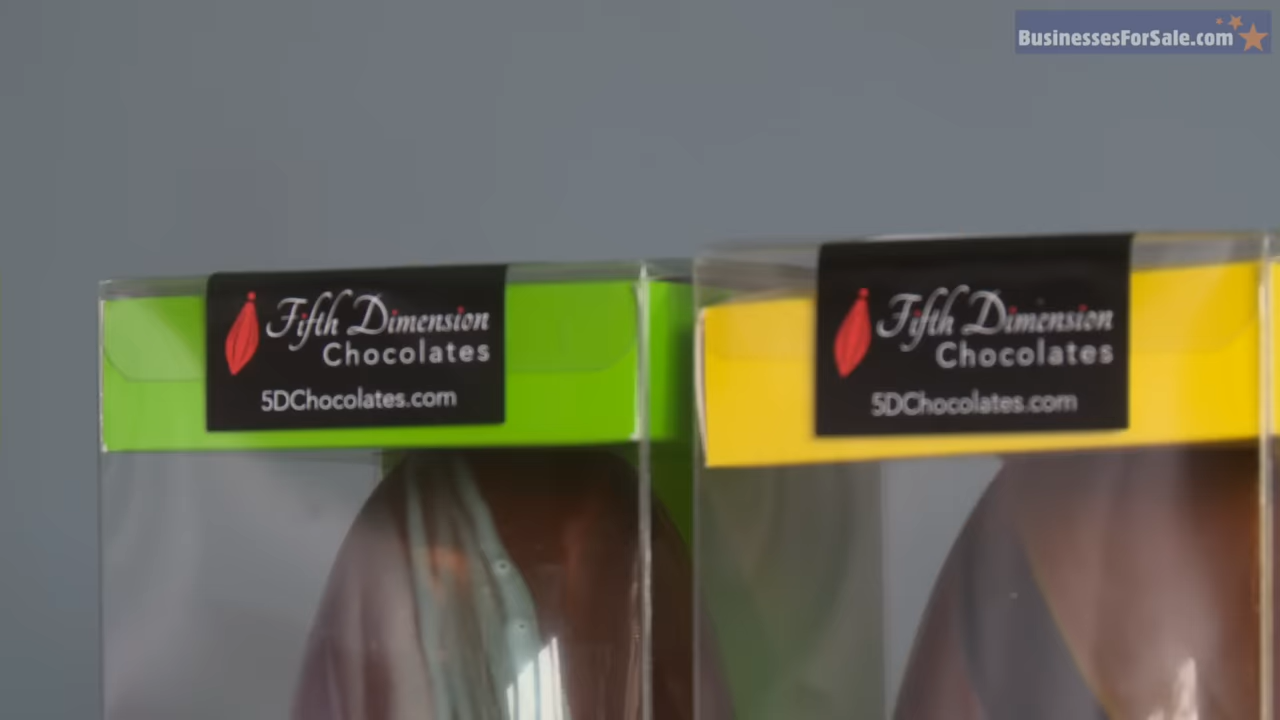 BusinessesForSale.com
Fifth Dimension
Chocolates
5DChocolates.com
Fifth Dimension
Chocolates
5DChocolates.com